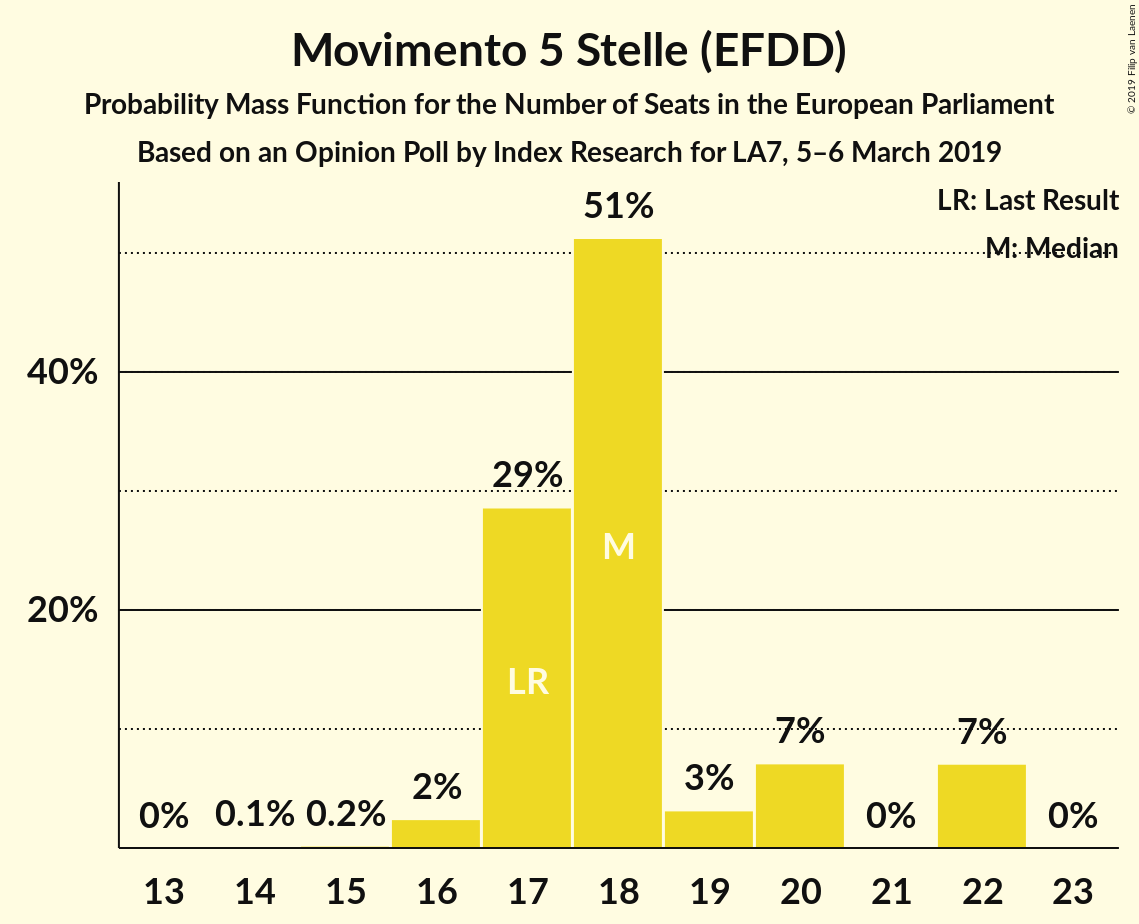 Movimento 5 Stelle (EFDD)
Probability Mass Function for the Number of Seats in the European Parliament
Based on an Opinion Poll by Index Research for LA7, 5–6 March 2019
© 2019 Filip van Laenen
LR: Last Result
M: Median
51%
40%
29%
M
20%
LR
7%
7%
3%
2%
0%
0.1%
0.2%
0%
0%
13 14 15 16 17 18 19 20 21 22 23